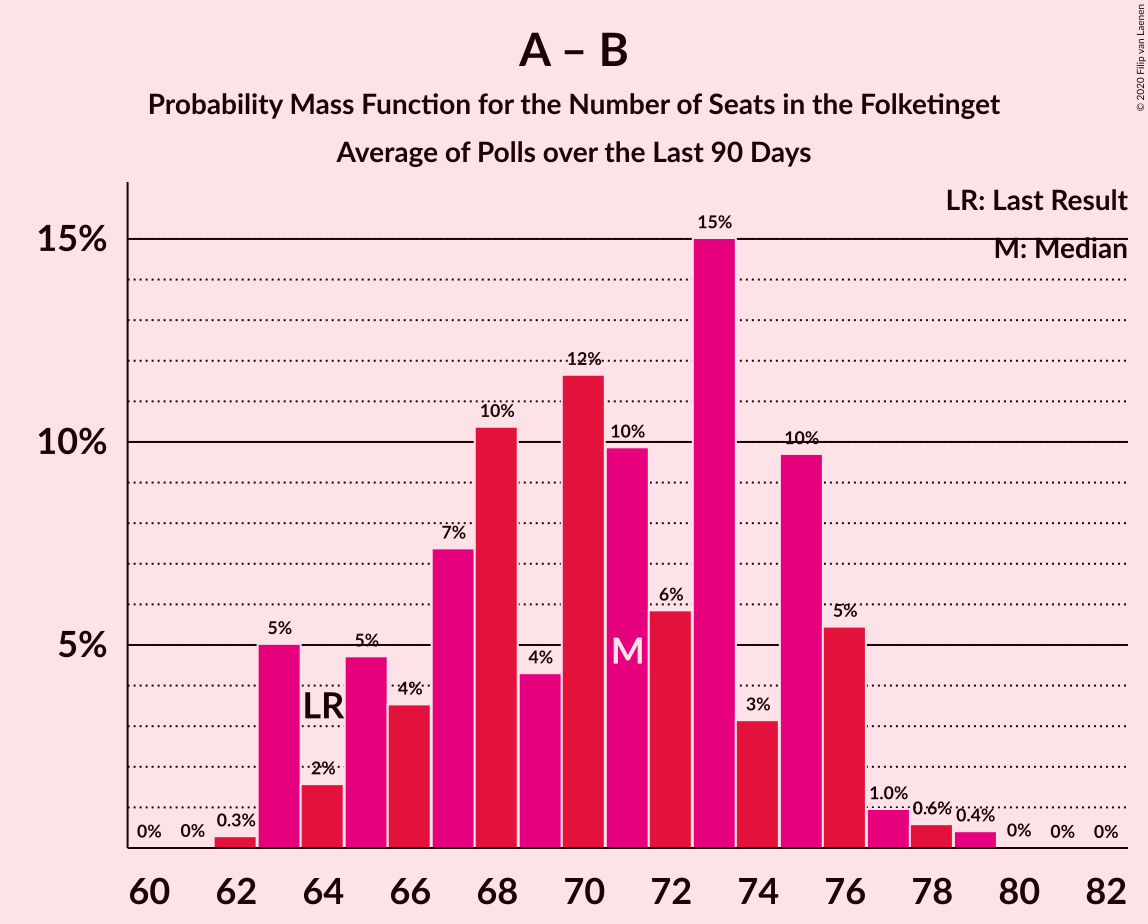 A – B
Probability Mass Function for the Number of Seats in the Folketinget
Average of Polls over the Last 90 Days
© 2020 Filip van Laenen
LR: Last Result
M: Median
15%
10%
5%
0% 0% 0.3% 5% 2% 5% 4% 7% 10% 4% 12% 10% 6% 15% 3% 10% 5% 1.0% 0.6% 0.4% 0% 0% 0%
LR
M
60 62 64 66 68 70 72 74 76 78 80 82